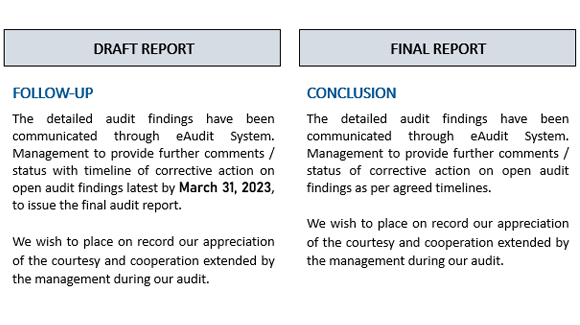 DRAFT REPORT
FOLLOW-UP
The detailed audit findings have been
communicated through eAudit System.
Management to provide further comments /
status with timeline of corrective action on
open audit findings latest by March 31, 2023,
to issue the final audit report.
We wish to place on record our appreciation
of the courtesy and cooperation extended by
the management during our audit.
FINAL REPORT
CONCLUSION
The detailed audit findings have been
communicated through eAudit System.
Management to provide further comments /
status of corrective action on open audit
findings as per agreed timelines.
We wish to place on record our appreciation
of the courtesy and cooperation extended by
the management during our audit.